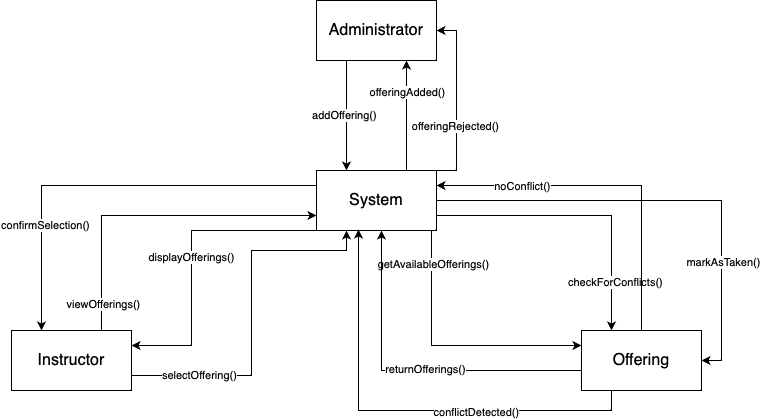 Administrator
offeringAdded()
addOffering()
offeringRejected()
System
noConflict()
confirmSelection()
displayOfferings()
getAvailableOfferings()
markAsTaken()
checkForConflicts()
viewOfferings()
Instructor
Offering
selectOffering()
returnOfferings()
conflictDetected()